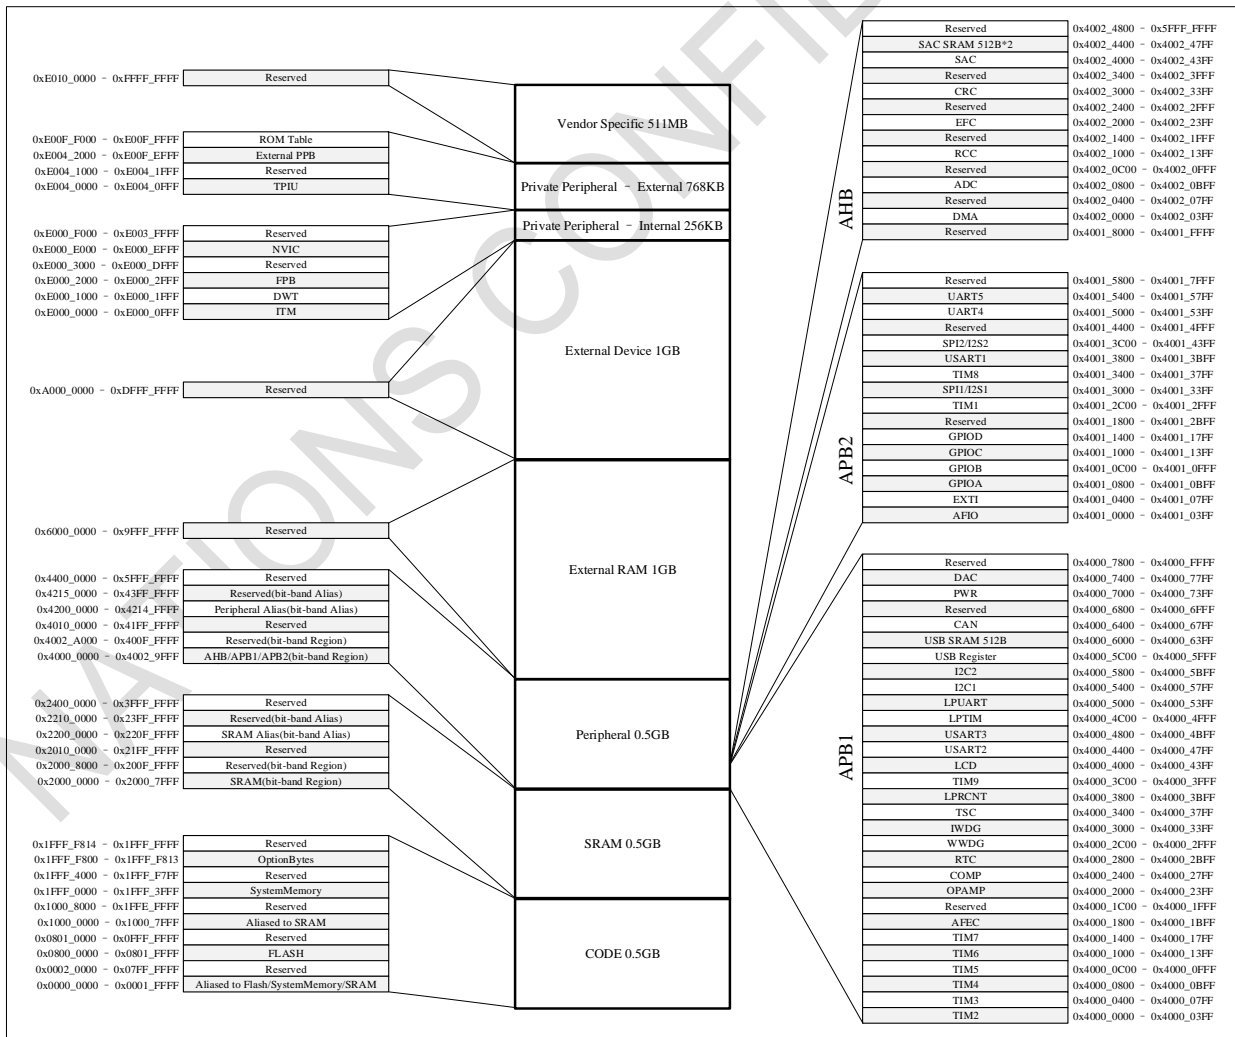 0xE010_0000 - 0xFFFF_FFFF Reserved
0xE00F_F000 - 0xE00F_FFFF ROM Table
0xE004_2000 - 0xE00F_EFFF External PPB
0xE004_1000 - 0xE004_1FFF Reserved
0xE004_0000 - 0xE004_0FFF TPIU
0xE000_F000 - 0xE003_FFFF Reserved
0xE000_E000 - 0xE000_EFFF NVIC
0xE000_3000 - 0xE000_DFFF Reserved
0xE000_2000 - 0xE000_2FFF FPB
0xE000_1000 - 0xE000_1FFF DWT
0xE000_0000 - 0xE000_0FFF ITM
0xA000_0000 - 0xDFFF_FFFF Reserved
0x6000_0000 - 0x9FFF_FFFF Reserved
0x4400_0000 - 0x5FFF_FFFF Reserved
0x4215_0000 - 0x43FF_FFFF Reserved(bit-band Alias)
0x4200_0000 - 0x4214_FFFF Peripheral Alias(bit-band Alias)
0x4010_0000 - 0x41FF_FFFF Reserved
0x4002_A000 - 0x400F_FFFF Reserved(bit-band Region)
0x4000_0000 - 0x4002_9FFF AHB/APB1/APB2(bit-band Region)
0x2400_0000 - 0x3FFF_FFFF Reserved
0x2210_0000 - 0x23FF_FFFF Reserved(bit-band Alias)
0x2200_0000 - 0x220F_FFFF SRAM Alias(bit-band Alias)
0x2010_0000 - 0x21FF_FFFF Reserved
0x2000_8000 - 0x200F_FFFF Reserved(bit-band Region)
0x2000_0000 - 0x2000_7FFF SRAM(bit-band Region)
0x1FFF_F814 - 0x1FFF_FFFF Reserved
0x1FFF_F800 - 0x1FFF_F813 OptionBytes
0x1FFF_4000 - 0x1FFF_F7FF Reserved
0x1FFF_0000 - 0x1FFF_3FFF SystemMemory
0x1000_8000 - 0x1FFE_FFFF Reserved
0x1000_0000 - 0x1000_7FFF Aliased to SRAM
0x0801_0000 - 0x0FFF_FFFF Reserved
0x0800_0000 - 0x0801_FFFF FLASH
0x0002_0000 - 0x07FF_FFFF Reserved
0x0000_0000 - 0x0001_FFFF Aliased to Flash/SystemMemory/SRAM
Vendor Specific 511MB
Private Peripheral - External 768KB
Private Peripheral - Internal 256KB
External Device 1GB
External RAM 1GB
Peripheral 0.5GB
SRAM 0.5GB
CODE 0.5GB
AHB
Reserved 0x4002_4800 - 0x5FFF_FFFF
SAC SRAM 512B*2 0x4002_4400 - 0x4002_47FF
SAC 0x4002_4000 - 0x4002_43FF
Reserved 0x4002_3400 - 0x4002_3FFF
CRC 0x4002_3000 - 0x4002_33FF
Reserved 0x4002_2400 - 0x4002_2FFF
EFC 0x4002_2000 - 0x4002_23FF
Reserved 0x4002_1400 - 0x4002_1FFF
RCC 0x4002_1000 - 0x4002_13FF
Reserved 0x4002_0C00 - 0x4002_0FFF
ADC 0x4002_0800 - 0x4002_0BFF
Reserved 0x4002_0400 - 0x4002_07FF
DMA 0x4002_0000 - 0x4002_03FF
Reserved 0x4001_8000 - 0x4001_FFFF
APB2
Reserved 0x4001_5800 - 0x4001_7FFF
UART5 0x4001_5400 - 0x4001_57FF
UART4 0x4001_5000 - 0x4001_53FF
Reserved 0x4001_4400 - 0x4001_4FFF
SPI2/I2S2 0x4001_3C00 - 0x4001_43FF
USART1 0x4001_3800 - 0x4001_3BFF
TIM8 0x4001_3400 - 0x4001_37FF
SPI1/I2S1 0x4001_3000 - 0x4001_33FF
TIM1 0x4001_2C00 - 0x4001_2FFF
Reserved 0x4001_1800 - 0x4001_2BFF
GPIOD 0x4001_1400 - 0x4001_17FF
GPIOC 0x4001_1000 - 0x4001_13FF
GPIOB 0x4001_0C00 - 0x4001_0FFF
GPIOA 0x4001_0800 - 0x4001_0BFF
EXTI 0x4001_0400 - 0x4001_07FF
AFIO 0x4001_0000 - 0x4001_03FF
APB1
Reserved 0x4000_7800 - 0x4000_FFFF
DAC 0x4000_7400 - 0x4000_77FF
PWR 0x4000_7000 - 0x4000_73FF
Reserved 0x4000_6800 - 0x4000_6FFF
CAN 0x4000_6400 - 0x4000_67FF
USB SRAM 512B 0x4000_6000 - 0x4000_63FF
USB Register 0x4000_5C00 - 0x4000_5FFF
I2C2 0x4000_5800 - 0x4000_5BFF
I2C1 0x4000_5400 - 0x4000_57FF
LPUART 0x4000_5000 - 0x4000_53FF
LPTIM 0x4000_4C00 - 0x4000_4FFF
USART3 0x4000_4800 - 0x4000_4BFF
USART2 0x4000_4400 - 0x4000_47FF
LCD 0x4000_4000 - 0x4000_43FF
TIM9 0x4000_3C00 - 0x4000_3FFF
LPRCNT 0x4000_3800 - 0x4000_3BFF
TSC 0x4000_3400 - 0x4000_37FF
IWDG 0x4000_3000 - 0x4000_33FF
WWDG 0x4000_2C00 - 0x4000_2FFF
RTC 0x4000_2800 - 0x4000_2BFF
COMP 0x4000_2400 - 0x4000_27FF
OPAMP 0x4000_2000 - 0x4000_23FF
Reserved 0x4000_1C00 - 0x4000_1FFF
AFEC 0x4000_1800 - 0x4000_1BFF
TIM7 0x4000_1400 - 0x4000_17FF
TIM6 0x4000_1000 - 0x4000_13FF
TIM5 0x4000_0C00 - 0x4000_0FFF
TIM4 0x4000_0800 - 0x4000_0BFF
TIM3 0x4000_0400 - 0x4000_07FF
TIM2 0x4000_0000 - 0x4000_03FF
NATIONS CONF